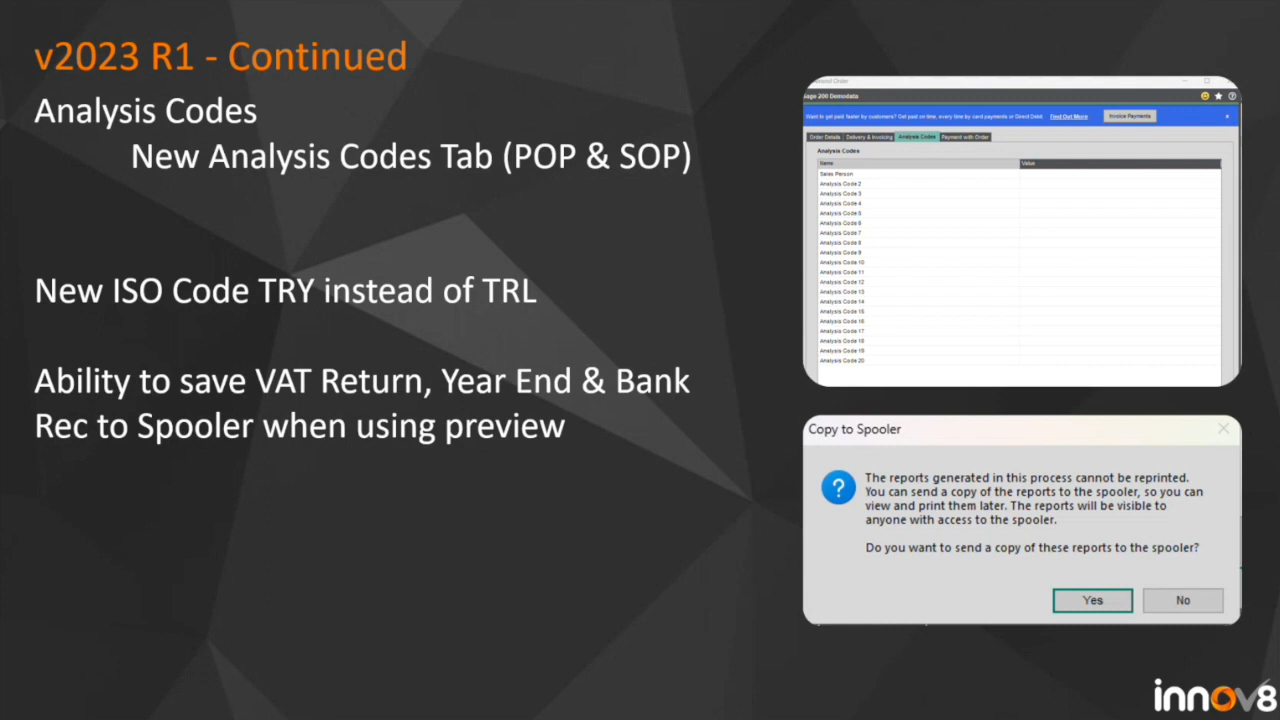 v2023 R1 - Continued
Analysis Codes
New Analysis Codes Tab (POP & SOP)
New ISO Code TRY instead of TRL
Ability to save VAT Return, Year End & Bank
Rec to Spooler when using preview
Order
Sage 200 Demodata
Want to get paid faster by customers? Get paid on time, every time by card payments or Direct Debit. Find Out More Invoice Payments
Order Details Delivery & Invoicing Analysis Codes Payment with Order
Analysis Codes
Name Value
Sales Person
Analysis Code 2
Analysis Code 3
Analysis Code 4
Analysis Code 5
Analysis Code 6
Analysis Code 7
Analysis Code 8
Analysis Code 9
Analysis Code 10
Analysis Code 11
Analysis Code 12
Analysis Code 13
Analysis Code 14
Analysis Code 15
Analysis Code 16
Analysis Code 17
Analysis Code 18
Analysis Code 19
Analysis Code 20
Copy to Spooler
The reports generated in this process cannot be reprinted.
You can send a copy of the reports to the spooler, so you can
view and print them later. The reports will be visible to
anyone with access to the spooler.
Do you want to send a copy of these reports to the spooler?
Yes No
innov8